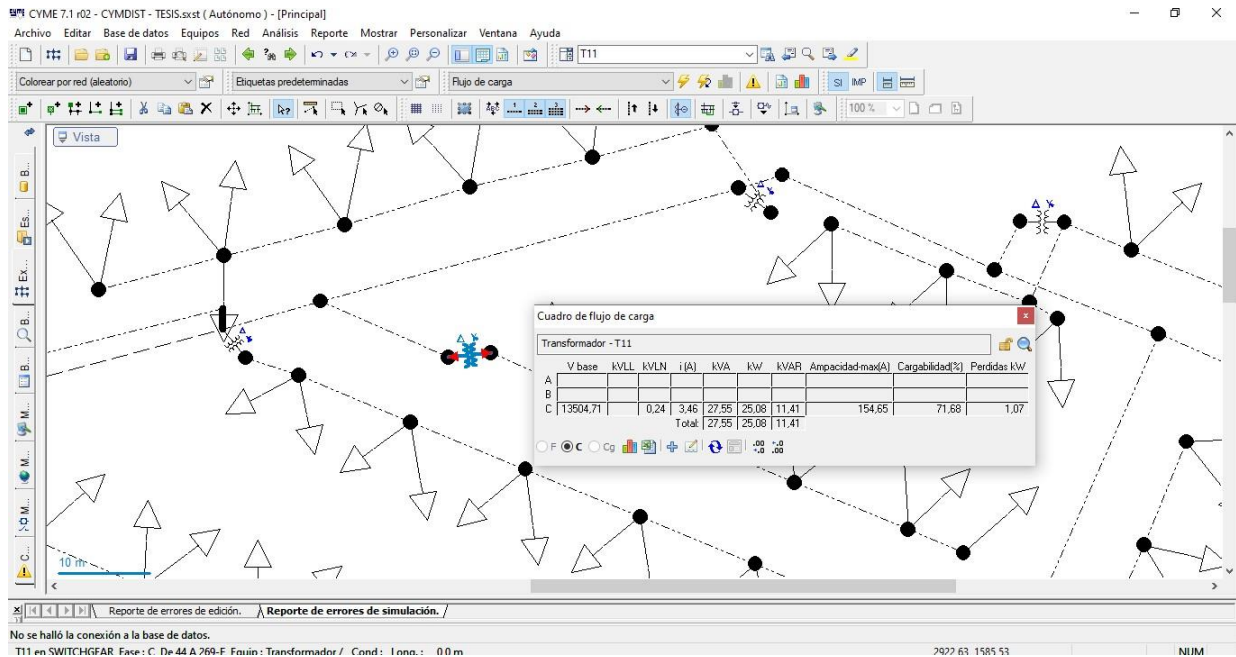 CYME 7.1 r02 - CYMDIST - TESIS.sxst ( Autónomo ) - [Principal]
Archivo Editar Base de datos Equipos Red Análisis Reporte Mostrar Personalizar Ventana Ayuda
T11
Colorear por red (aleatorio) Etiquetas predeterminadas Flujo de carga SI IMP
100 %
Vista
B...
Es...
Ex...
B...
B...
M...
M...
M...
C...
Cuadro de flujo de carga
Transformador - T11
V base kVLL kVLN i (A) kVA kW kVAR Ampacidad-max(A) Cargabilidad(%) Perdidas kW
A
B
C 13504,71 0,24 3,46 27,55 25,08 11,41 154,65 71,68 1,07
Total: 27,55 25,08 11,41
F C Cg
10 m
Reporte de errores de edición. Reporte de errores de simulación.
No se halló la conexión a la base de datos.
T11 en SWITCHGEAR Fase : C De 44 A 269-F Equip : Transformador / Cond : Long. : 0.0 m 2922.63, 1585.53 NUM